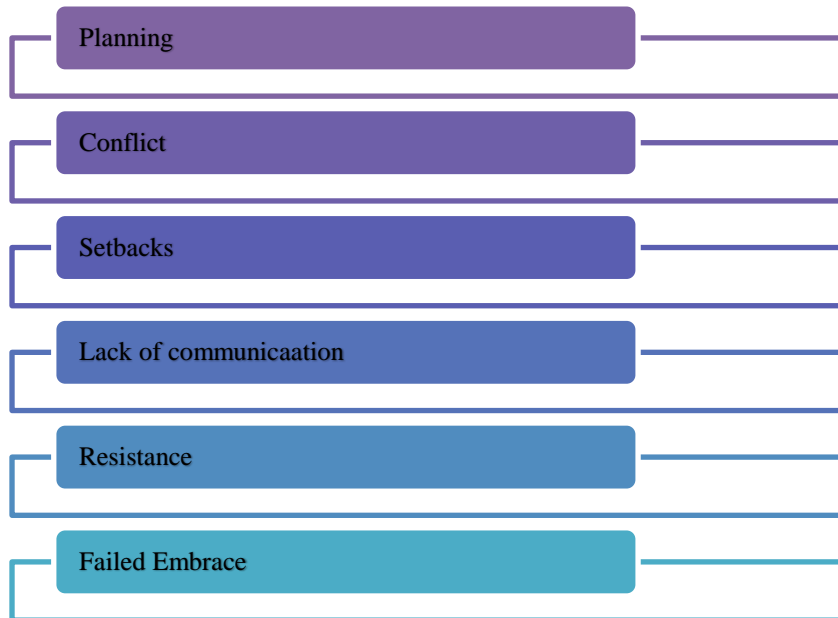 Planning
Conflict
Setbacks
Lack of communicaation
Resistance
Failed Embrace